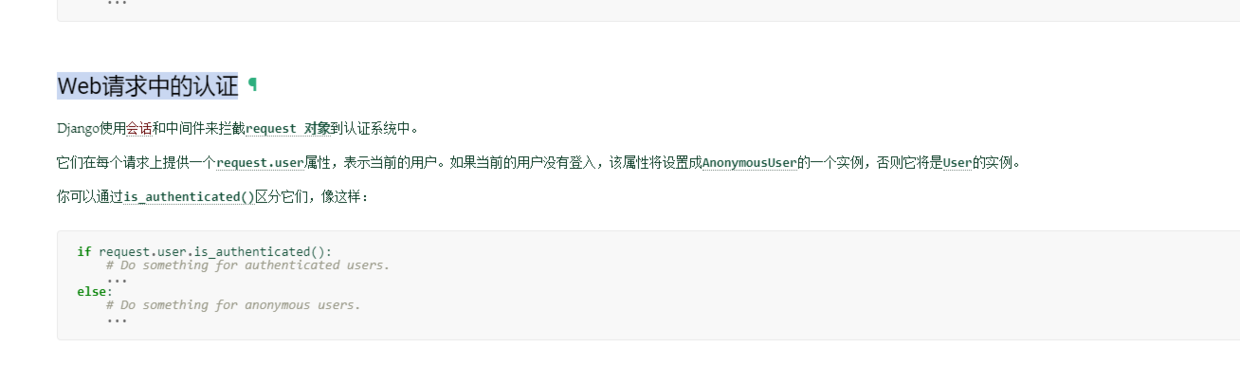 ...
Web请求中的认证 ¶
Django使用会话和中间件来拦截request 对象到认证系统中。
它们在每个请求上提供一个request.user属性，表示当前的用户。如果当前的用户没有登入，该属性将设置成AnonymousUser的一个实例，否则它将是User的实例。
你可以通过is_authenticated()区分它们，像这样：
if request.user.is_authenticated():
    # Do something for authenticated users.
    ...
else:
    # Do something for anonymous users.
    ...